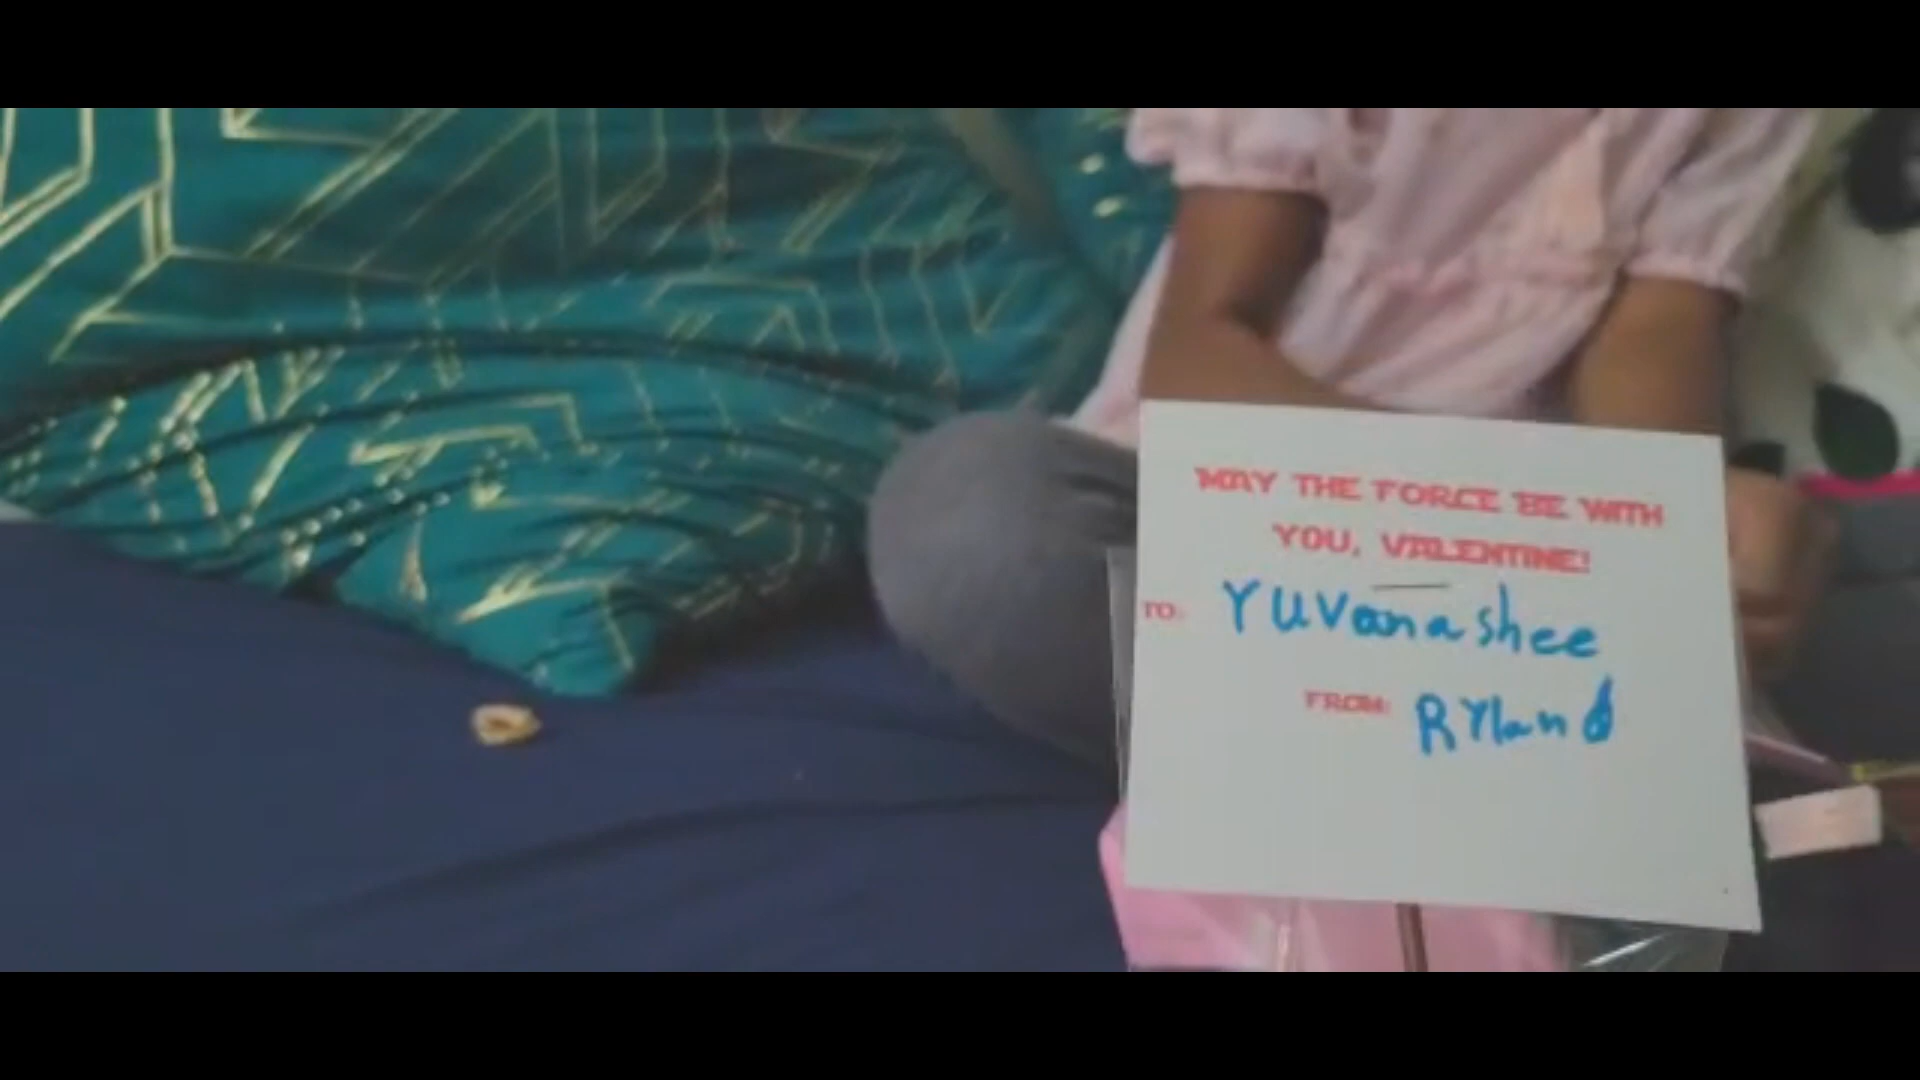 MAY THE FORCE BE WITH
YOU, VALENTINE!
TO: YUVanashee
FROM: RYland